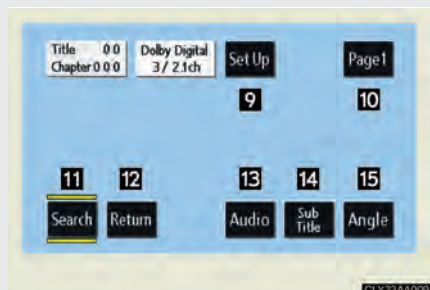 Title 0 0
Chapter 0 0 0
Dolby Digital
3 / 2.1ch
Set Up
Page1
9
10
11
12
13
14
15
Search
Return
Audio
Sub
Title
Angle